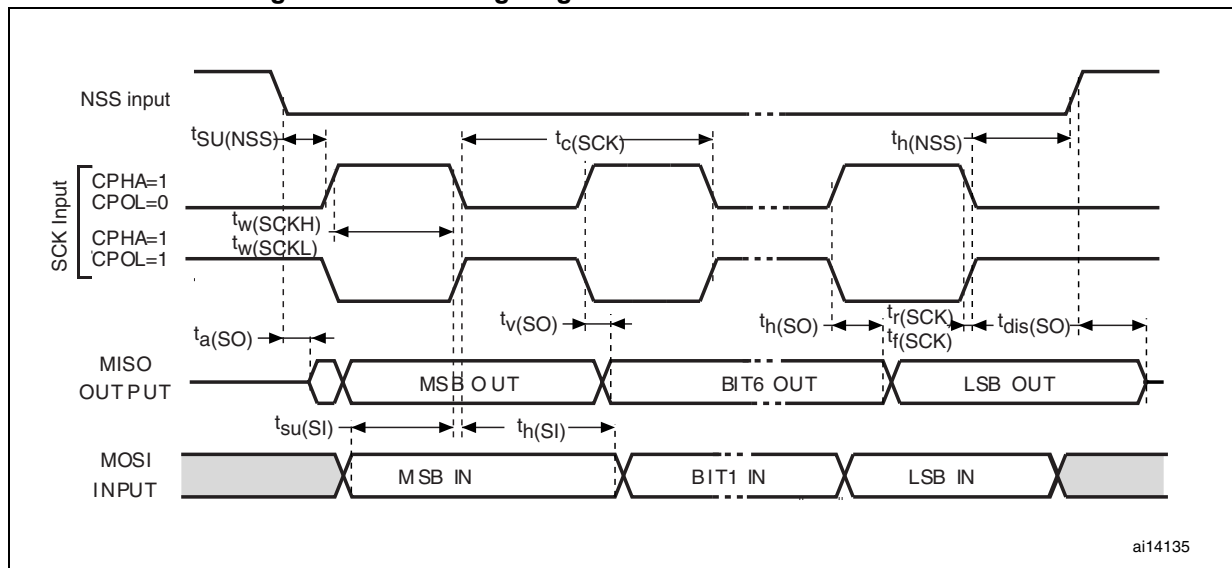 NSS input
tSU(NSS)
tc(SCK)
th(NSS)
SCK Input
CPHA=1
CPOL=0
tw(SCKH)
CPHA=1
tw(SCKL)
CPOL=1
ta(SO)
tv(SO)
th(SO)
tr(SCK)
tf(SCK)
tdis(SO)
MISO
OUTPUT
MSB OUT
BIT6 OUT
LSB OUT
tsu(SI)
th(SI)
MOSI
INPUT
MSB IN
BIT1 IN
LSB IN
ai14135